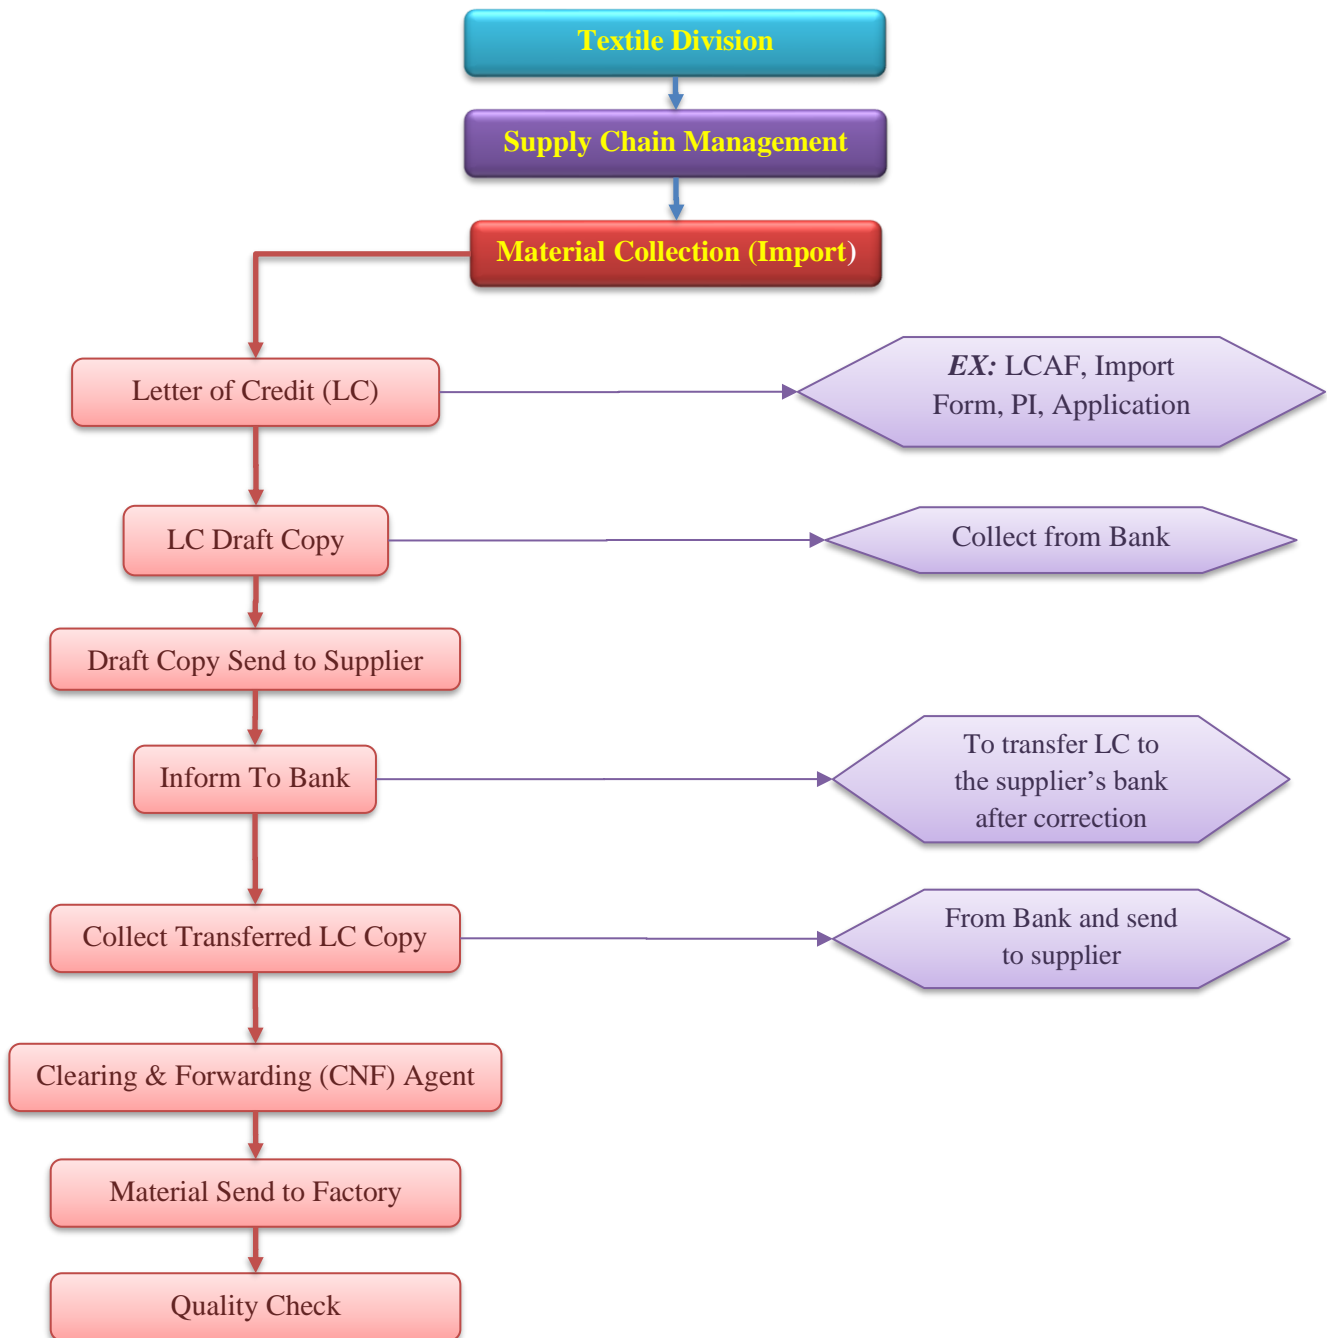 Textile Division
Supply Chain Management
Material Collection (Import)
Letter of Credit (LC)
EX: LCAF, Import
Form, PI, Application
LC Draft Copy
Collect from Bank
Draft Copy Send to Supplier
Inform To Bank
To transfer LC to
the supplier’s bank
after correction
Collect Transferred LC Copy
From Bank and send
to supplier
Clearing & Forwarding (CNF) Agent
Material Send to Factory
Quality Check